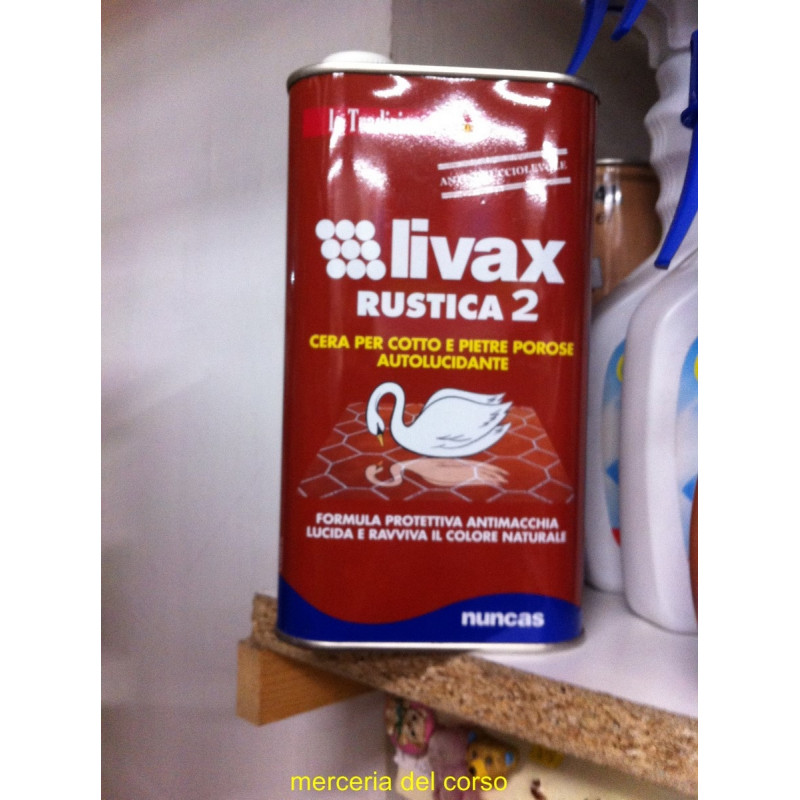 livax
RUSTICA 2
CERA PER COTTO E PIETRE POROSE
AUTOLUCIDANTE
FORMULA PROTETTIVA ANTIMACCHIA
LUCIDA E RAVVIVA IL COLORE NATURALE
nuncas
merceria del corso